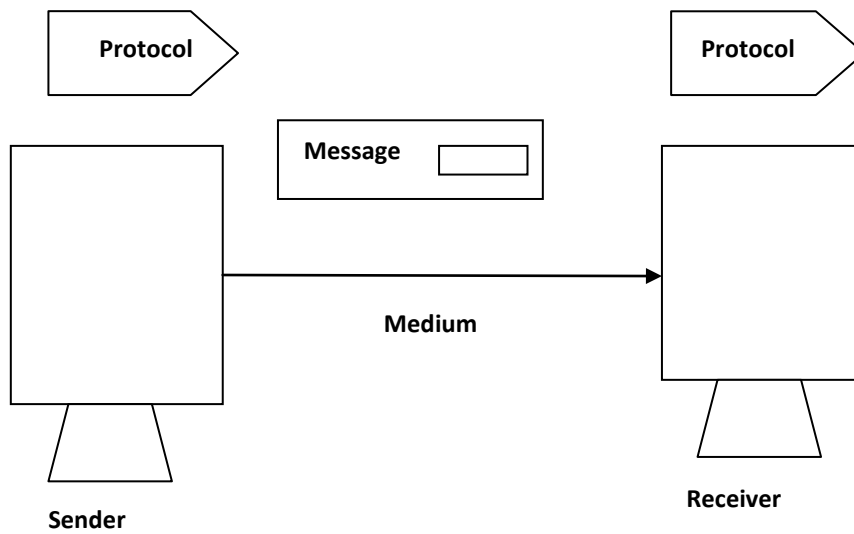 Protocol
Protocol
Message
Medium
Receiver
Sender